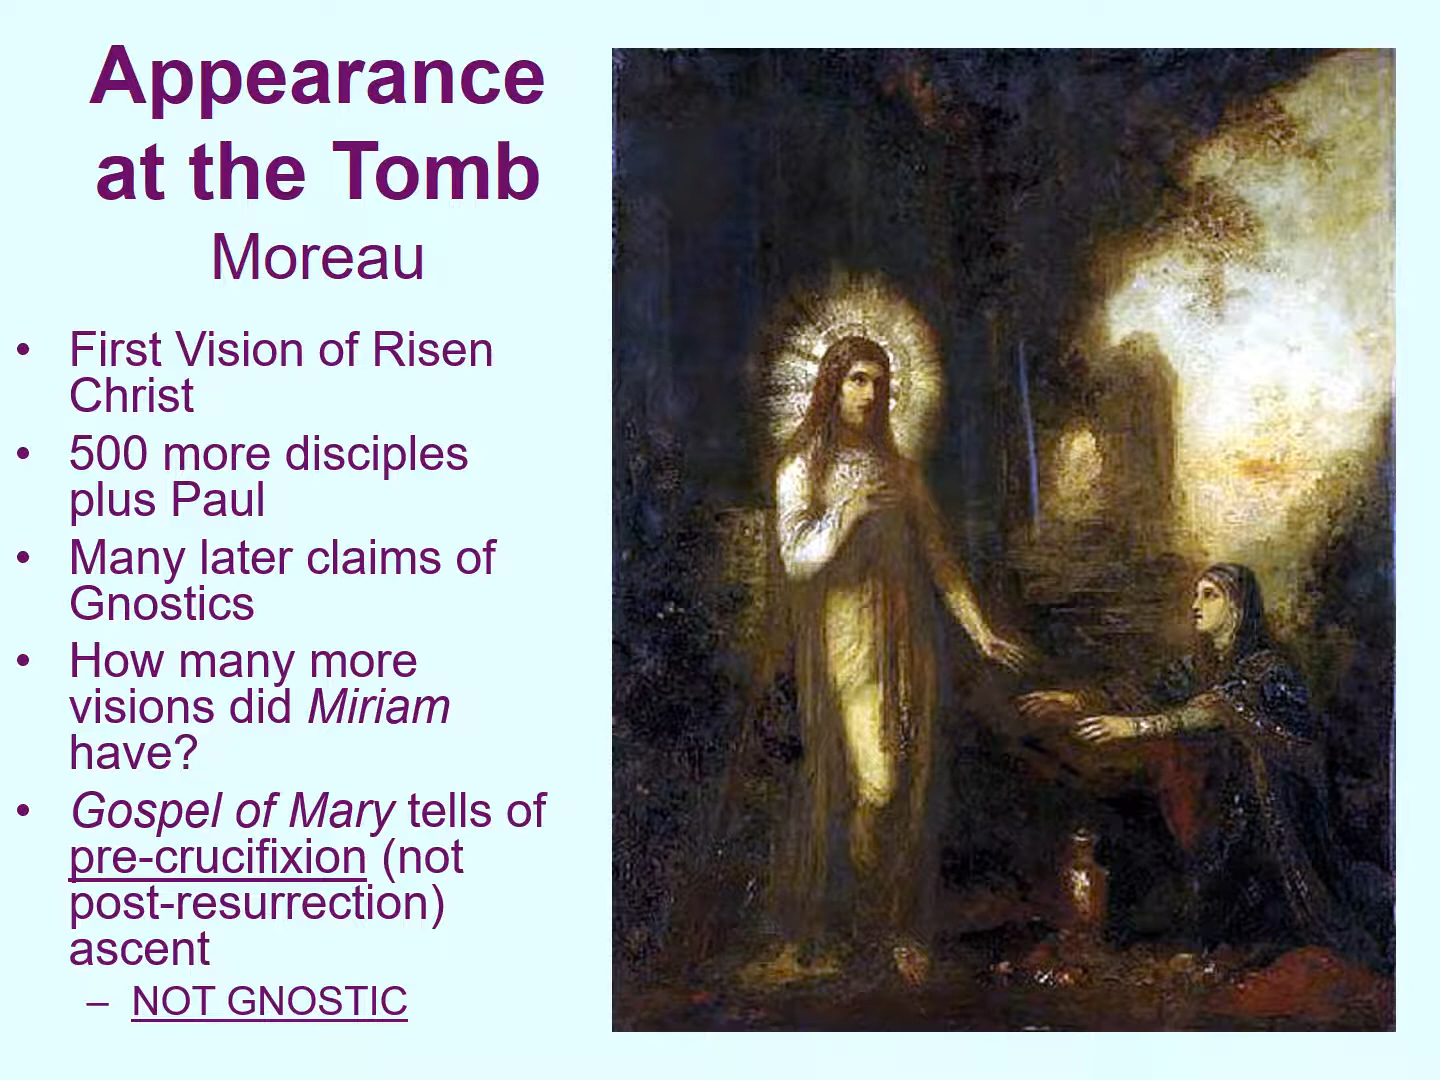 Appearance
at the Tomb
Moreau
• First Vision of Risen
Christ
• 500 more disciples
plus Paul
• Many later claims of
Gnostics
• How many more
visions did Miriam
have?
• Gospel of Mary tells of
pre-crucifixion (not
post-resurrection)
ascent
– NOT GNOSTIC